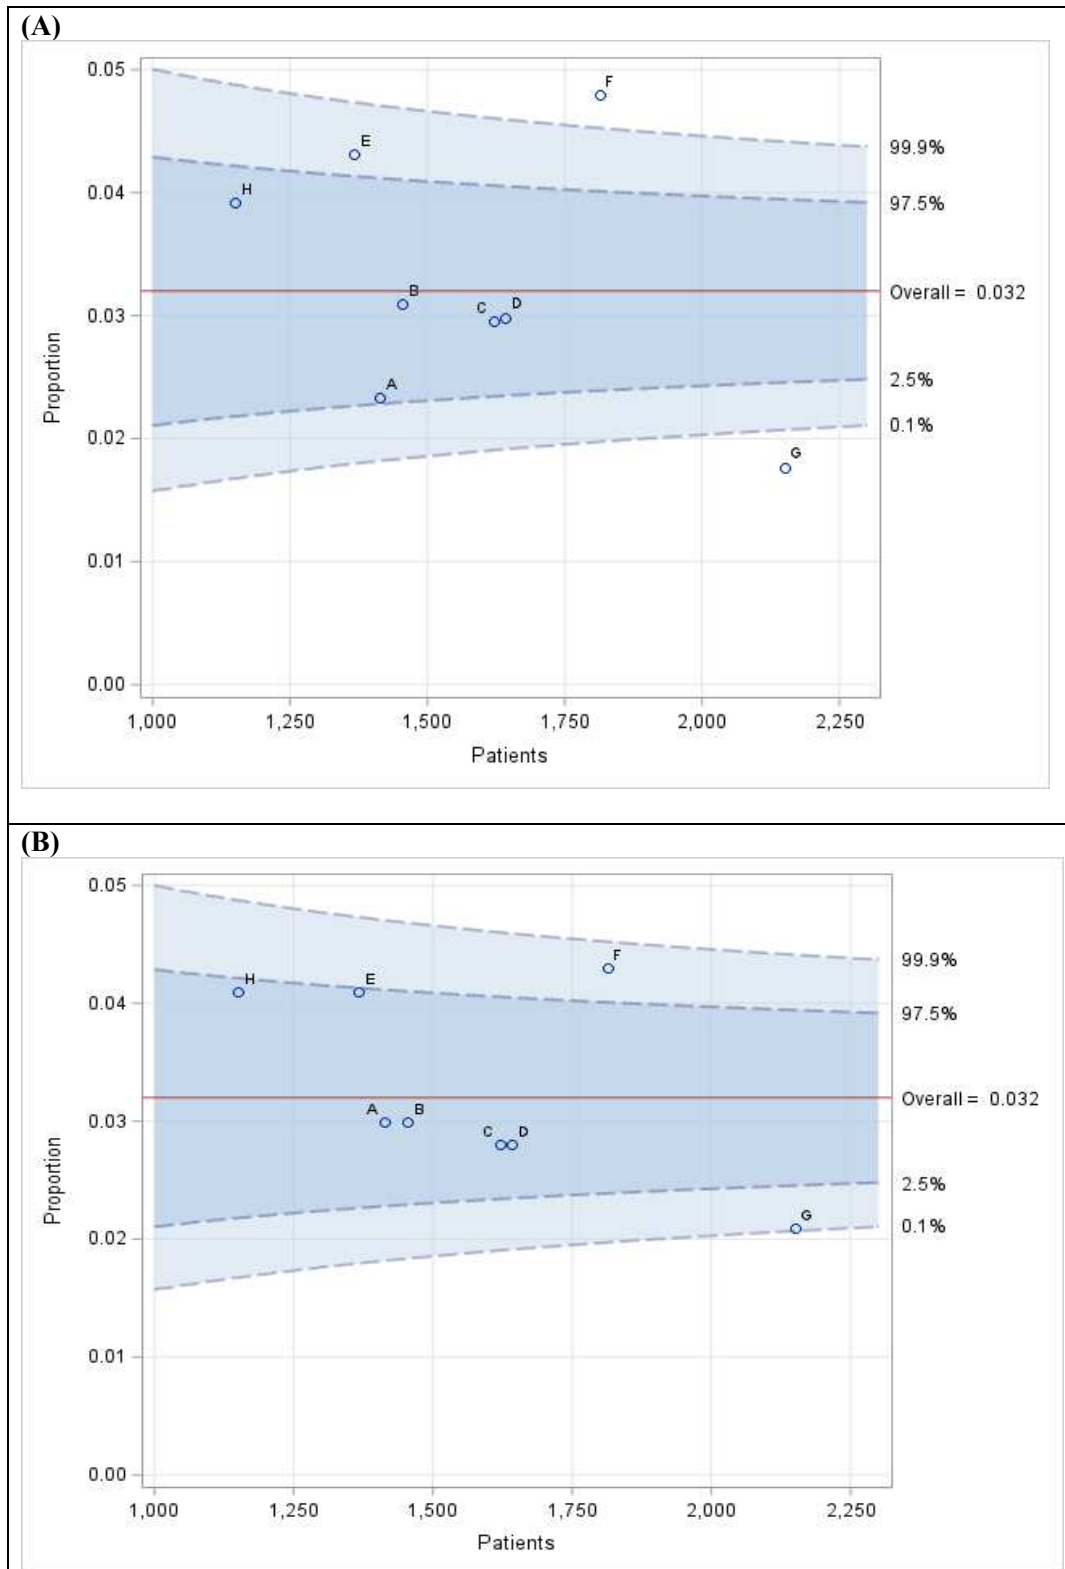 (A)
0.05
F
99.9%
E
0.04
H
97.5%
B
Overall = 0.032
C
D
0.03
Proportion
A
2.5%
0.1%
0.02
G
0.01
0.00
1,000 1,250 1,500 1,750 2,000 2,250
Patients
(B)
0.05
F
99.9%
H
E
0.04
97.5%
A
B
Overall = 0.032
0.03
C
D
Proportion
2.5%
G
0.1%
0.02
0.01
0.00
1,000 1,250 1,500 1,750 2,000 2,250
Patients